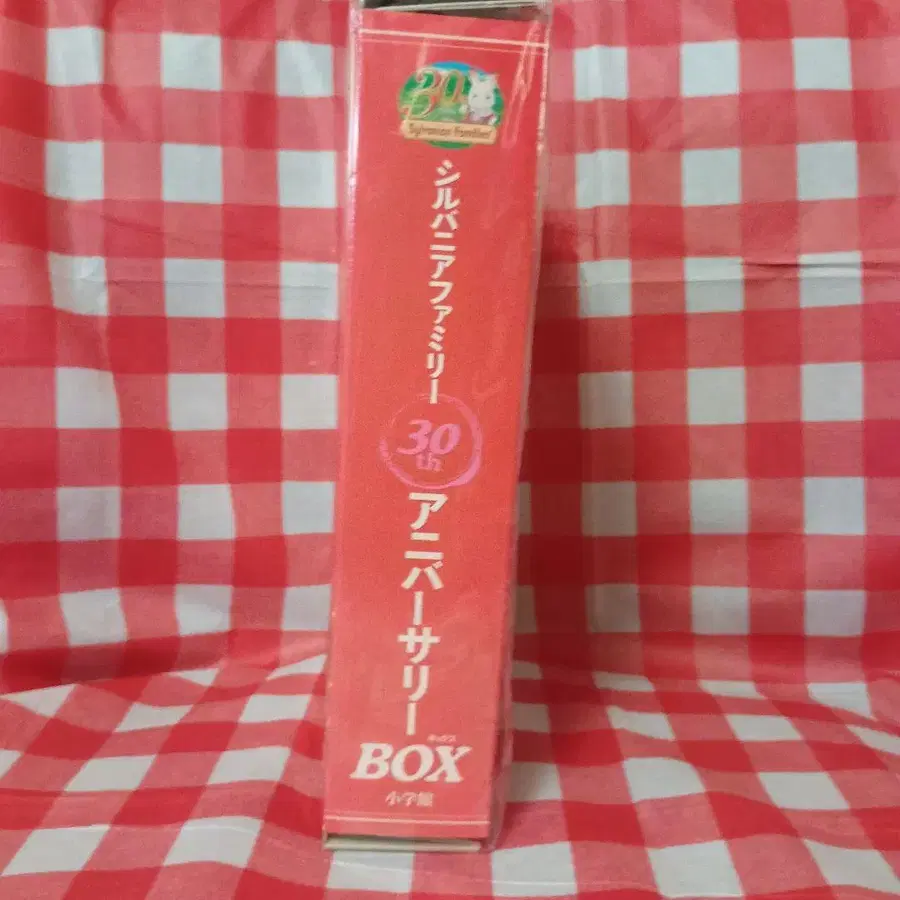 30
Sylvanian Families
シルバニアファミリー
30th
アニバーサリー
ボックス
BOX
小学館